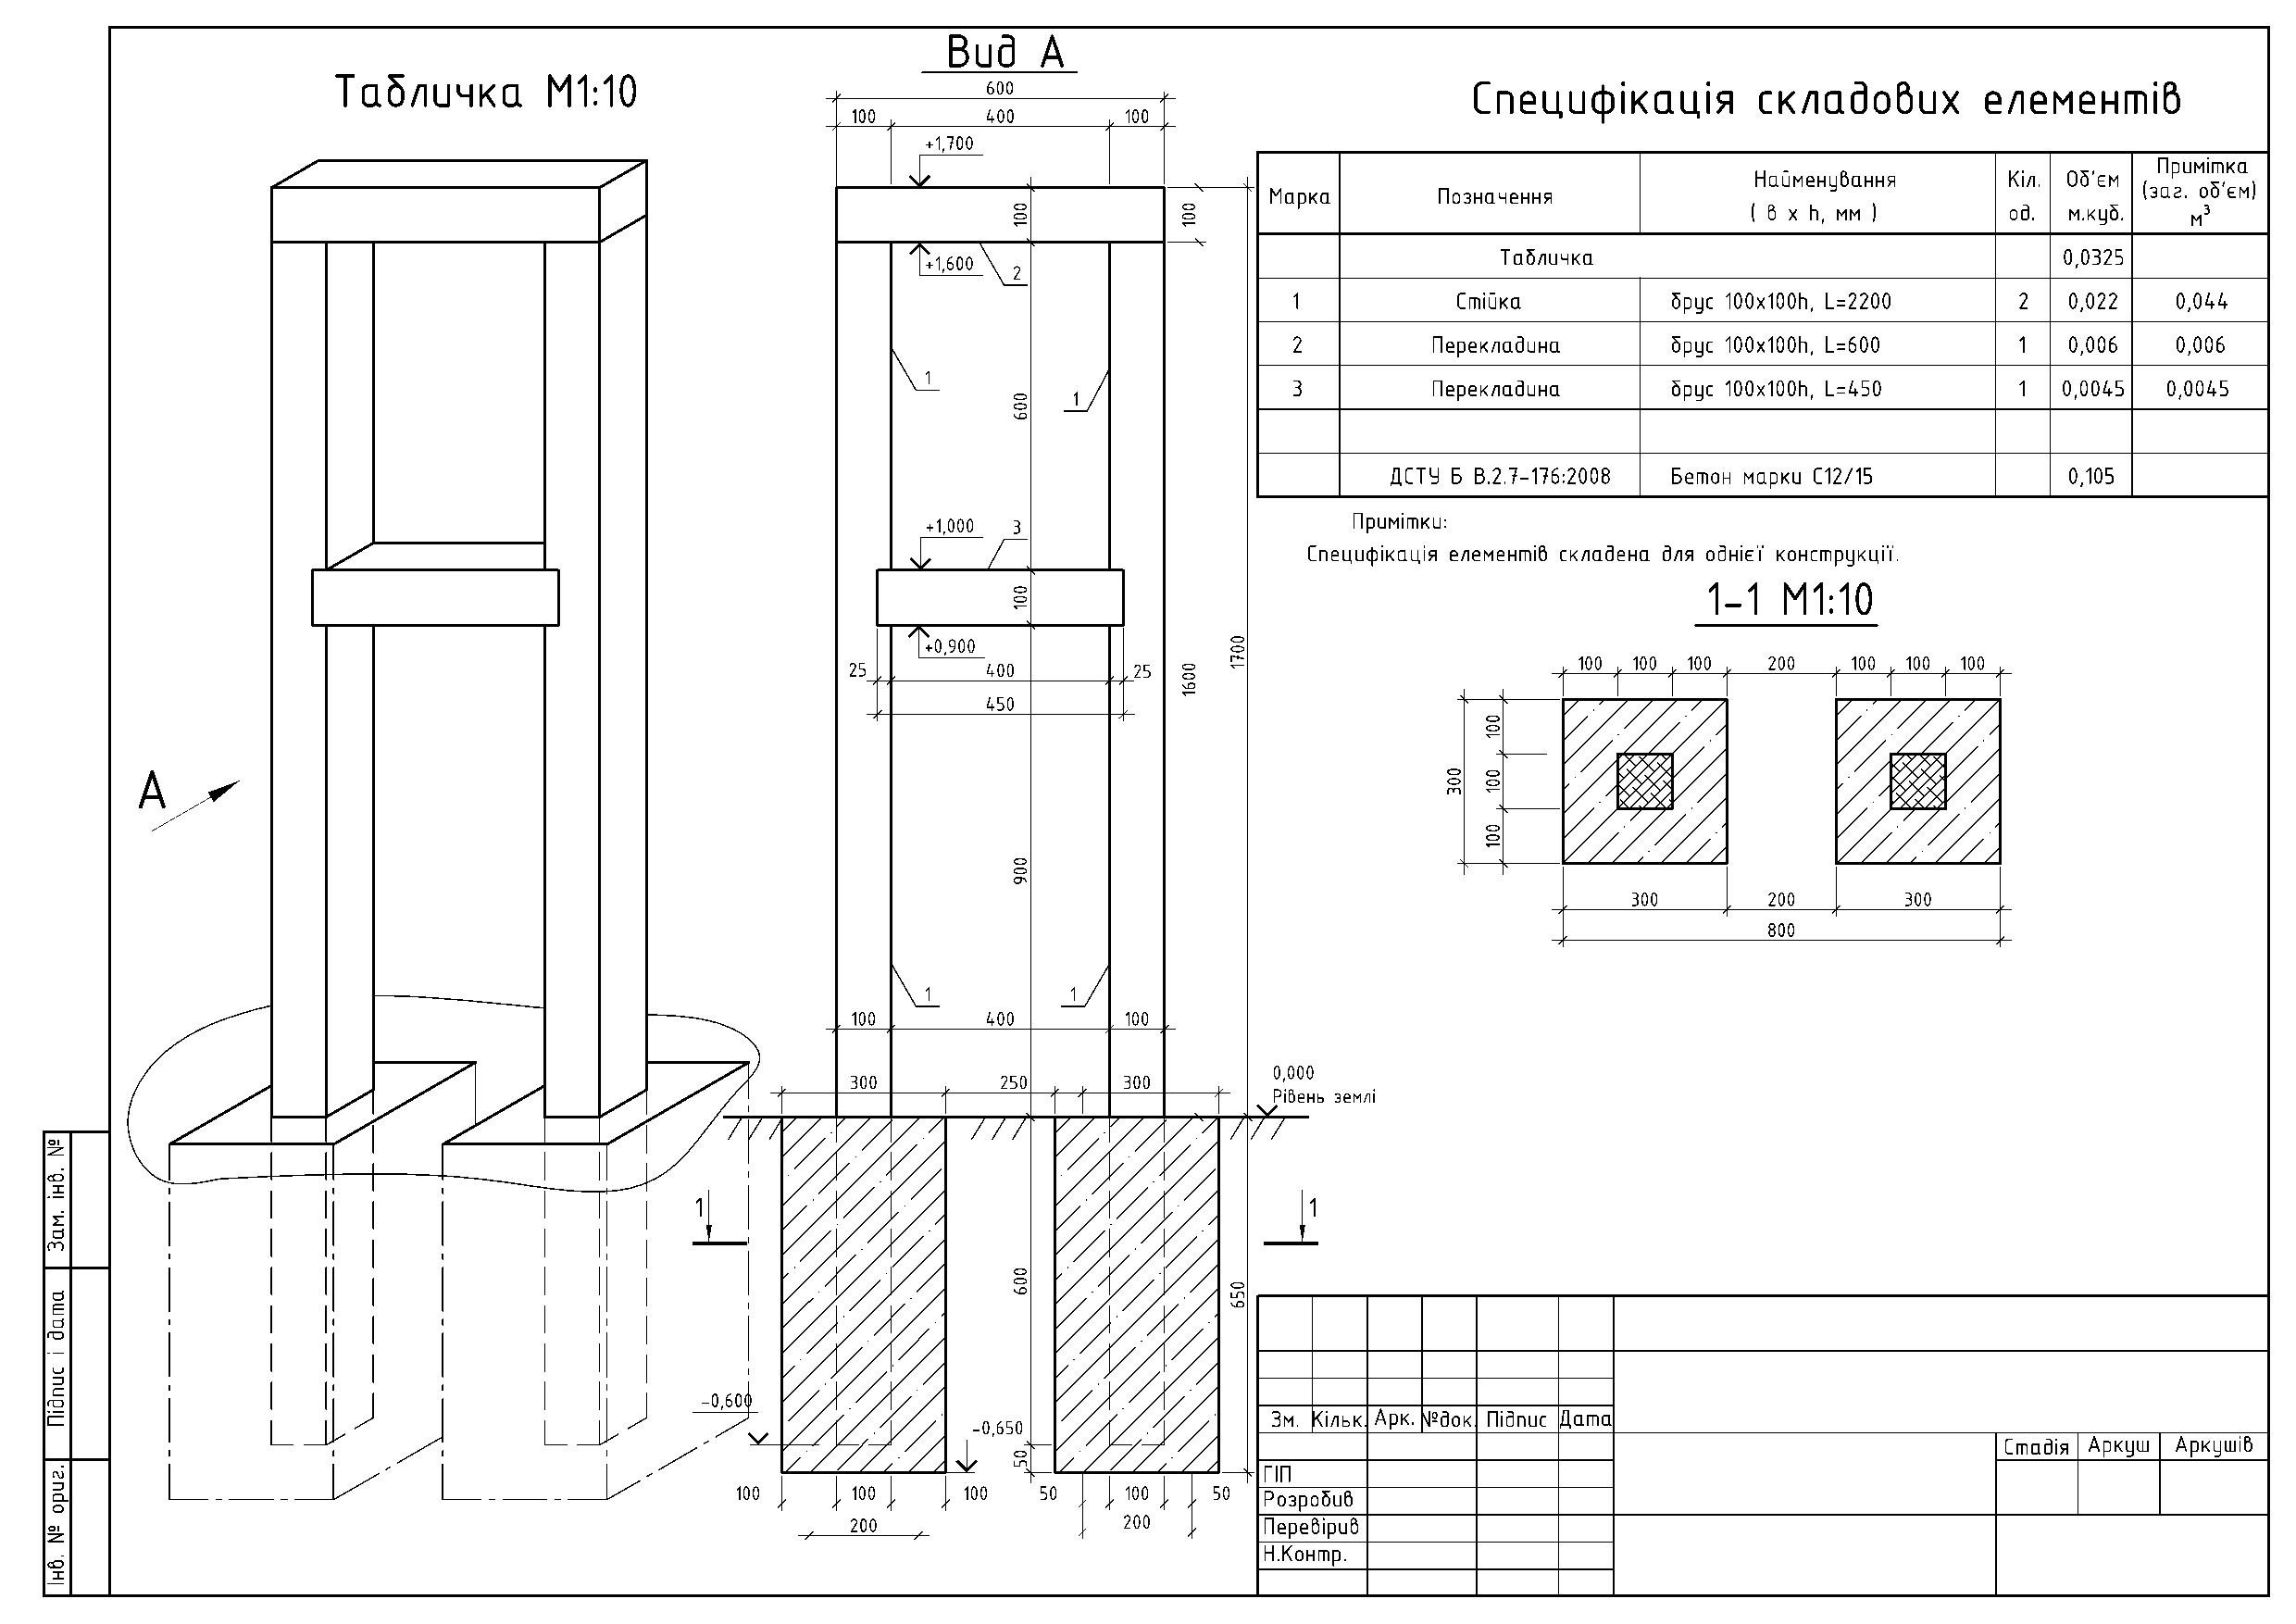 Табличка М1:10
Вид А
Специфікація складових елементів
600
100 400 100
+1,700
100
100
+1,600
2
1
1
600
+1,000
3
100
+0,900
25 400 25
450
1600
1700
900
1
1
100 400 100
300 250 300
0,000
Рівень землі
А
1
1
600
650
-0,600
-0,650
50
100 100 100 50 100 50
200 200
Марка Позначення Найменування
( в х h, мм ) Кіл.
од. Об'єм
м.куб. Примітка
(заг. об'єм)
м³
Табличка 0,0325
1 Стійка брус 100х100h, L=2200 2 0,022 0,044
2 Перекладина брус 100х100h, L=600 1 0,006 0,006
3 Перекладина брус 100х100h, L=450 1 0,0045 0,0045
ДСТУ Б В.2.7-176:2008 Бетон марки С12/15 0,105
Примітки:
Специфікація елементів складена для однієї конструкції.
1-1 М1:10
100 100 100 200 100 100 100
100
300
100
100
300 200 300
800
Зм. Кільк. Арк. №док. Підпис Дата
Стадія Аркуш Аркушів
ГІП
Розробив
Перевірив
Н.Контр.
Зам. інв. №
Підпис і дата
Інв. № ориг.